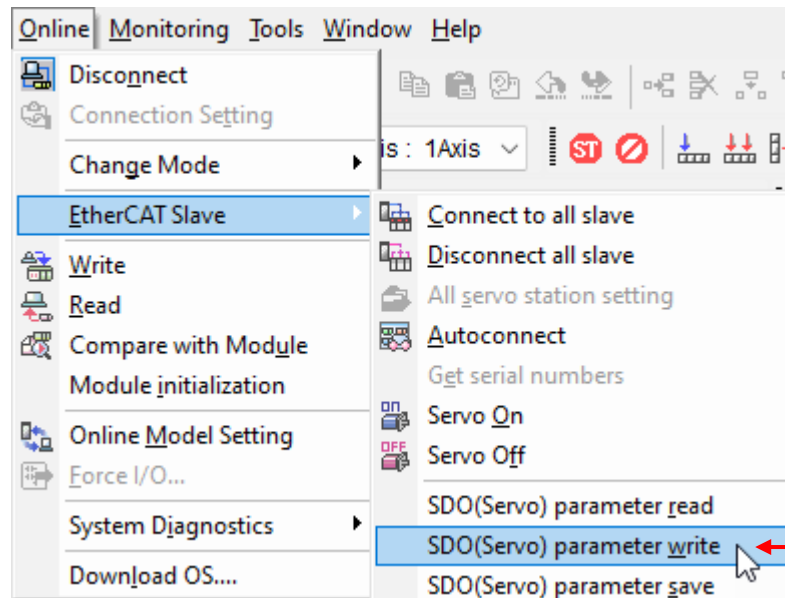 Online Monitoring Tools Window Help
Disconnect
Connection Setting
is : 1Axis
ST
Change Mode
EtherCAT Slave
Connect to all slave
Write
Disconnect all slave
Read
All servo station setting
Compare with Module
Autoconnect
Module initialization
Get serial numbers
Online Model Setting
ON Servo On
Force I/O...
OFF Servo Off
System Diagnostics
SDO(Servo) parameter read
SDO(Servo) parameter write
Download OS....
SDO(Servo) parameter save